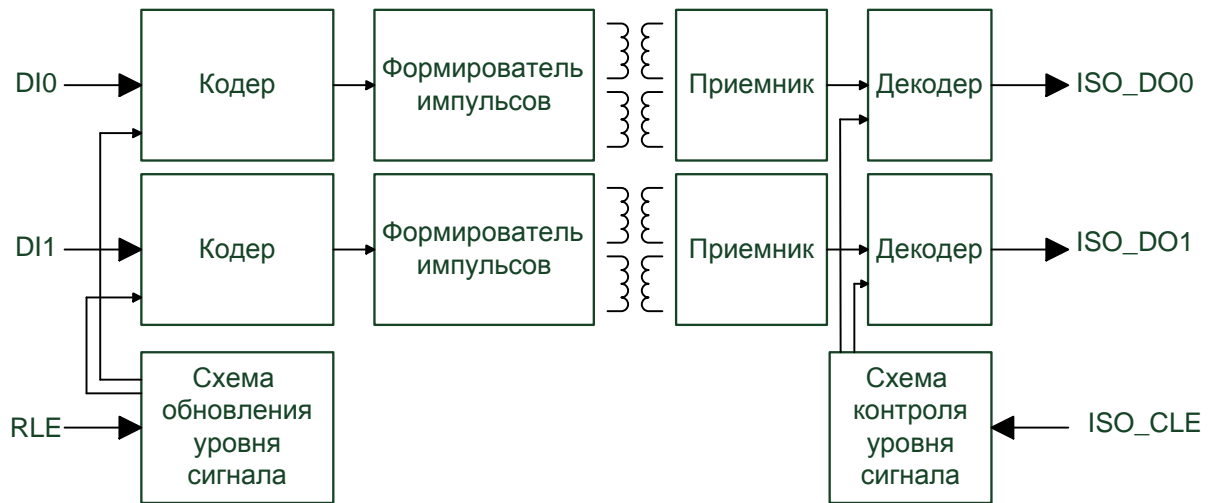 DI0
Кодер
Формирователь
импульсов
Приемник
Декодер
ISO_DO0
DI1
Кодер
Формирователь
импульсов
Приемник
Декодер
ISO_DO1
RLE
Схема
обновления
уровня
сигнала
Схема
контроля
уровня
сигнала
ISO_CLE